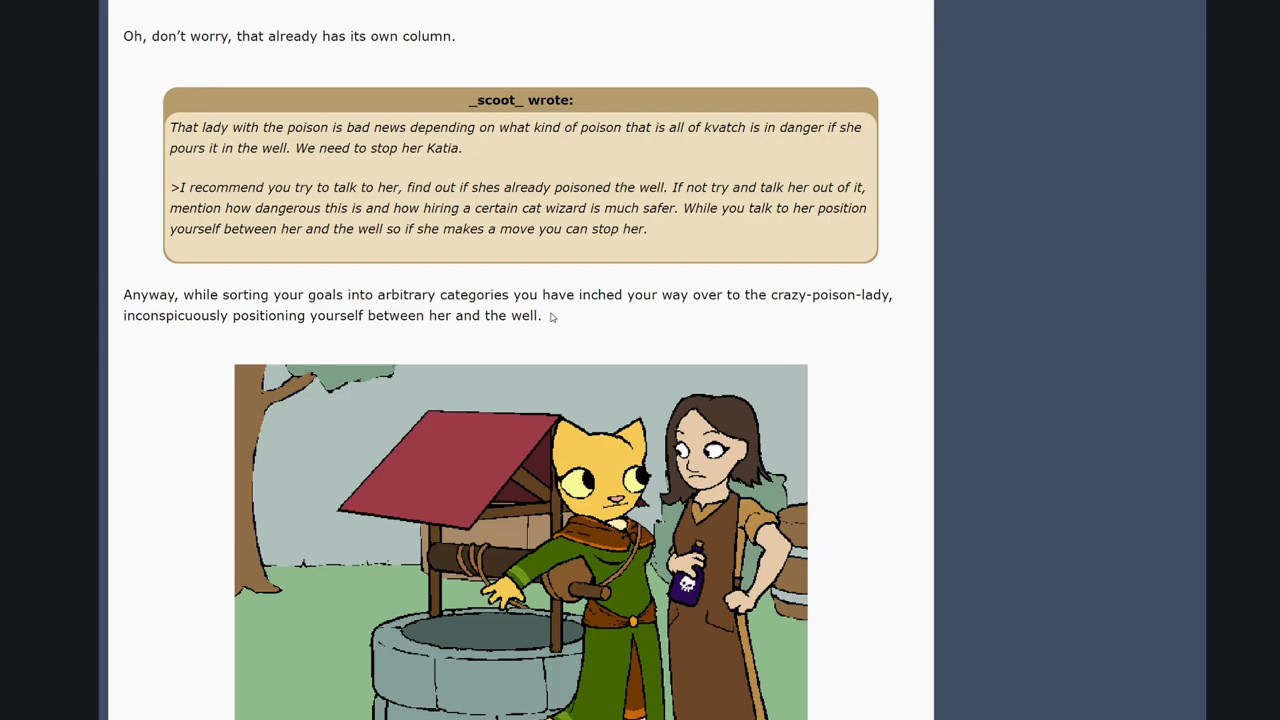 Oh, don’t worry, that already has its own column.
_scoot_ wrote:
That lady with the poison is bad news depending on what kind of poison that is all of kvatch is in danger if she
pours it in the well. We need to stop her Katia.
>I recommend you try to talk to her, find out if shes already poisoned the well. If not try and talk her out of it,
mention how dangerous this is and how hiring a certain cat wizard is much safer. While you talk to her position
yourself between her and the well so if she makes a move you can stop her.
Anyway, while sorting your goals into arbitrary categories you have inched your way over to the crazy-poison-lady,
inconspicuously positioning yourself between her and the well.